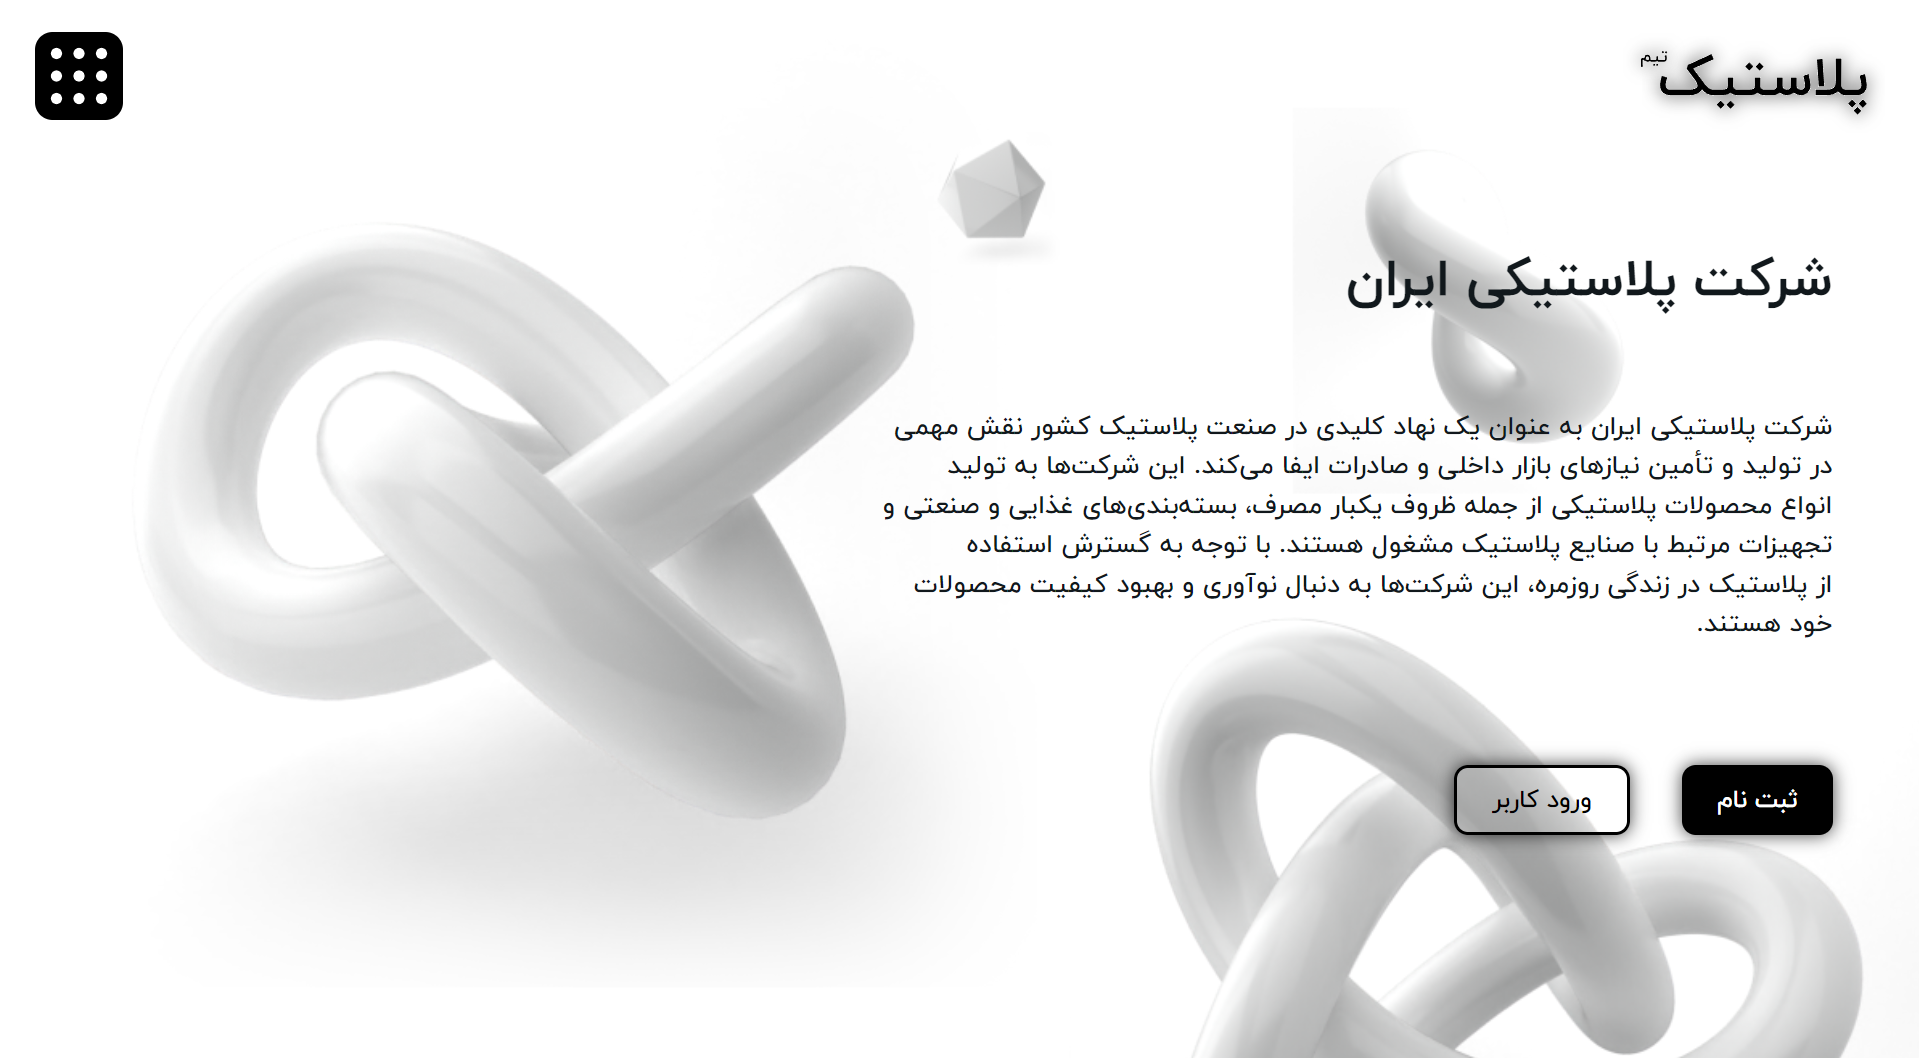 پلاستیک تیم
شرکت پلاستیکی ایران
شرکت پلاستیکی ایران به عنوان یک نهاد کلیدی در صنعت پلاستیک کشور نقش مهمی
در تولید و تأمین نیازهای بازار داخلی و صادرات ایفا می‌کند. این شرکت‌ها به تولید
انواع محصولات پلاستیکی از جمله ظروف یکبار مصرف، بسته‌بندی‌های غذایی و صنعتی و
تجهیزات مرتبط با صنایع پلاستیک مشغول هستند. با توجه به گسترش استفاده
از پلاستیک در زندگی روزمره، این شرکت‌ها به دنبال نوآوری و بهبود کیفیت محصولات
خود هستند.
ثبت نام
ورود کاربر